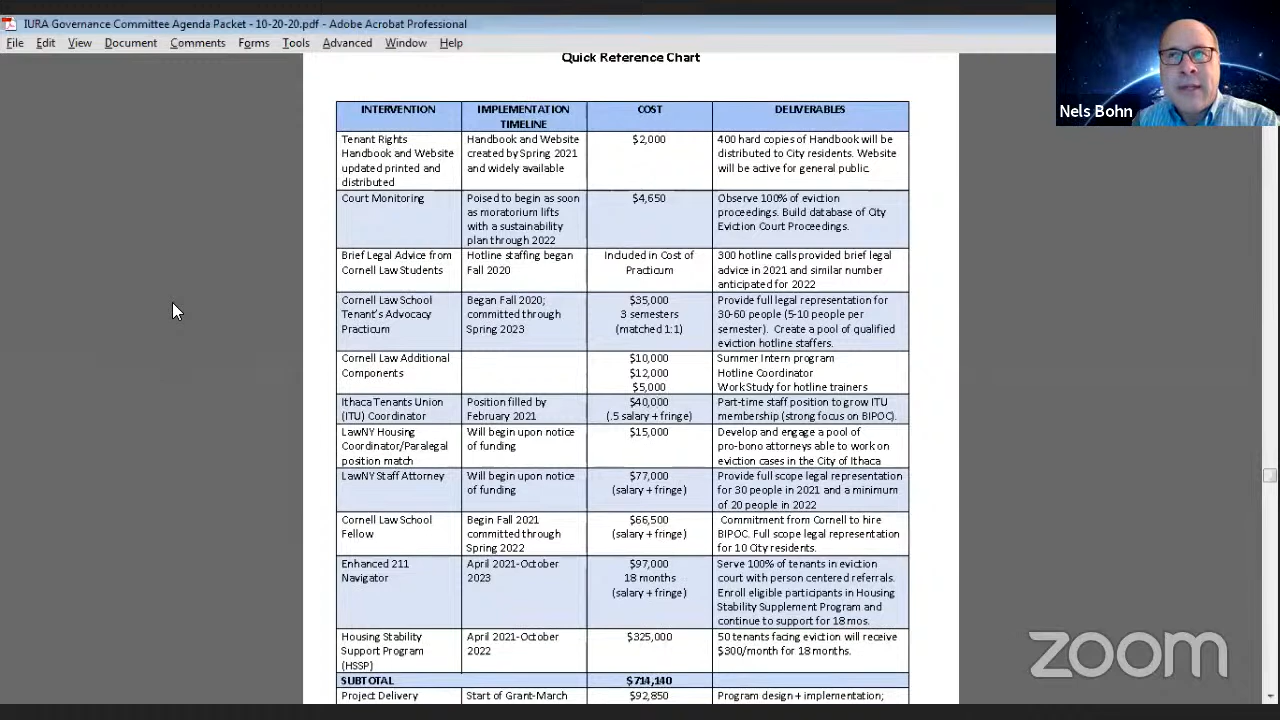 IURA Governance Committee Agenda Packet - 10-20-20.pdf - Adobe Acrobat Professional
File Edit View Document Comments Forms Tools Advanced Window Help
Nels Bohn
Quick Reference Chart
INTERVENTION
IMPLEMENTATION
TIMELINE
COST
DELIVERABLES
Tenant Rights
Handbook and Website
updated printed and
distributed
Handbook and Website
created by Spring 2021
and widely available
$2,000
400 hard copies of Handbook will be
distributed to City residents. Website
will be active for general public.
Court Monitoring
Poised to begin as soon
as moratorium lifts
with a sustainability
plan through 2022
$4,650
Observe 100% of eviction
proceedings. Build database of City
Eviction Court Proceedings.
Brief Legal Advice from
Cornell Law Students
Hotline staffing began
Fall 2020
Included in Cost of
Practicum
300 hotline calls provided brief legal
advice in 2021 and similar number
anticipated for 2022
Cornell Law School
Tenant's Advocacy
Practicum
Began Fall 2020;
committed through
Spring 2023
$35,000
3 semesters
(matched 1:1)
Provide full legal representation for
30-60 people (5-10 people per
semester). Create a pool of qualified
eviction hotline staffers.
Cornell Law Additional
Components
$10,000
$12,000
$5,000
Summer Intern program
Hotline Coordinator
Work Study for hotline trainers
Ithaca Tenants Union
(ITU) Coordinator
Position filled by
February 2021
$40,000
(.5 salary + fringe)
Part-time staff position to grow ITU
membership (strong focus on BIPOC).
LawNY Housing
Coordinator/Paralegal
position match
Will begin upon notice
of funding
$15,000
Develop and engage a pool of
pro-bono attorneys able to work on
eviction cases in the City of Ithaca
LawNY Staff Attorney
Will begin upon notice
of funding
$77,000
(salary + fringe)
Provide full scope legal representation
for 30 people in 2021 and a minimum
of 20 people in 2022
Cornell Law School
Fellow
Begin Fall 2021
committed through
Spring 2022
$66,500
(salary + fringe)
Commitment from Cornell to hire
BIPOC. Full scope legal representation
for 10 City residents.
Enhanced 211
Navigator
April 2021-October
2023
$97,000
18 months
(salary + fringe)
Serve 100% of tenants in eviction
court with person centered referrals.
Enroll eligible participants in Housing
Stability Supplement Program and
continue to support for 18 mos.
Housing Stability
Support Program
(HSSP)
April 2021-October
2022
$325,000
50 tenants facing eviction will receive
$300/month for 18 months.
SUBTOTAL
$714,140
Project Delivery
Start of Grant-March
$92,850
Program design + implementation;
zoom